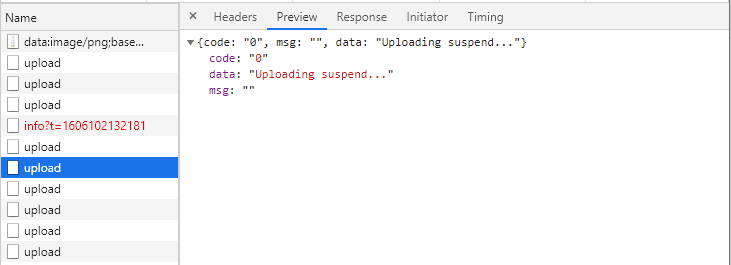 Name
× Headers Preview Response Initiator Timing
data:image/png;base...
upload
upload
upload
info?t=1606102132181
upload
upload
upload
upload
upload
upload
▼{code: "0", msg: "", data: "Uploading suspend..."}
code: "0"
data: "Uploading suspend..."
msg: ""